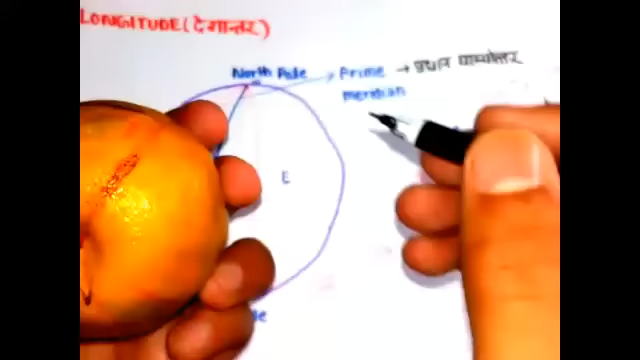 LONGITUDE (देशान्तर)
North Pole → Prime → प्रधान याम्योत्तर
meridian
E